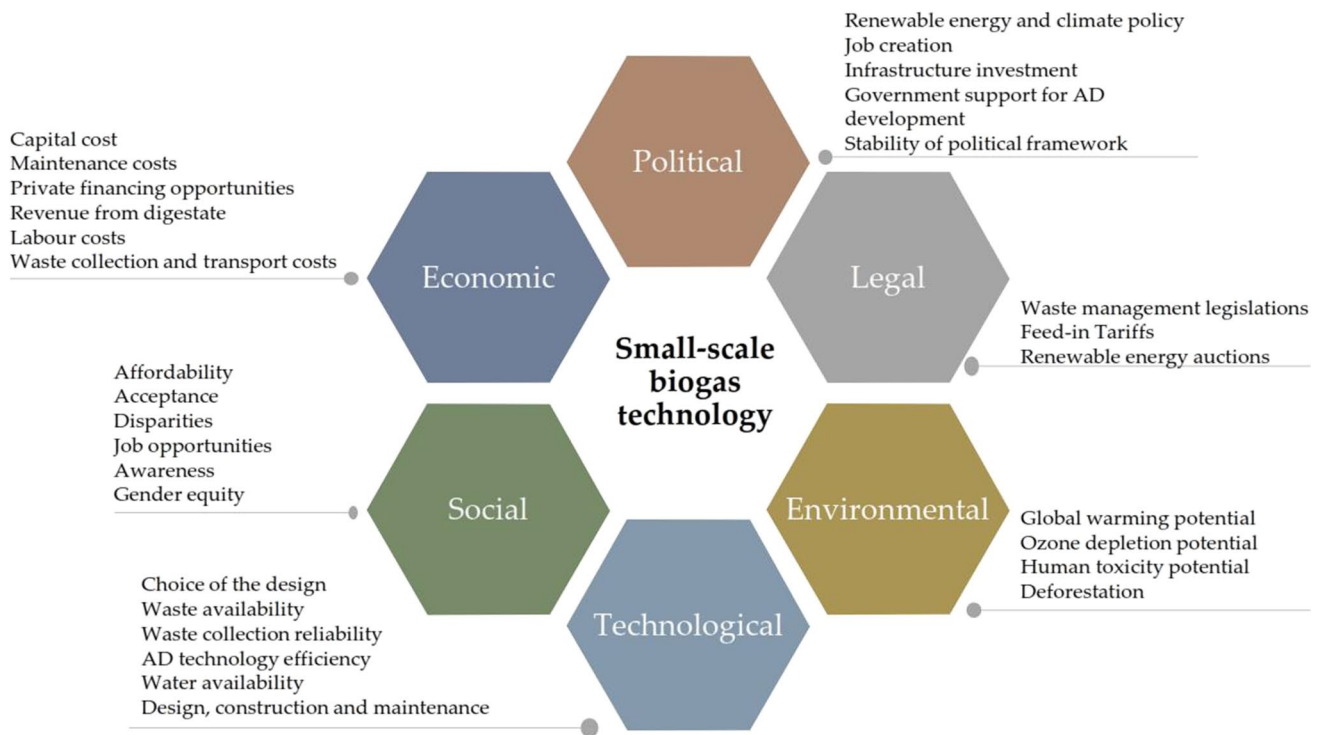 Renewable energy and climate policy
Job creation
Infrastructure investment
Government support for AD
development
Stability of political framework
Political
Capital cost
Maintenance costs
Private financing opportunities
Revenue from digestate
Labour costs
Waste collection and transport costs
Economic
Legal
Waste management legislations
Feed-in Tariffs
Renewable energy auctions
Small-scale
biogas
technology
Affordability
Acceptance
Disparities
Job opportunities
Awareness
Gender equity
Social
Environmental
Global warming potential
Ozone depletion potential
Human toxicity potential
Deforestation
Choice of the design
Waste availability
Waste collection reliability
AD technology efficiency
Water availability
Design, construction and maintenance
Technological